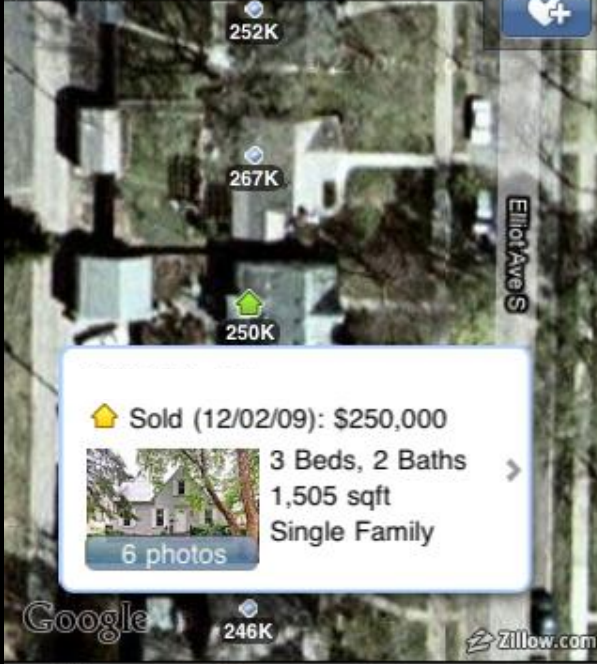 252K
267K
Elliot Ave S
250K
Sold (12/02/09): $250,000
3 Beds, 2 Baths
1,505 sqft
Single Family
6 photos
Google
246K
Zillow.com